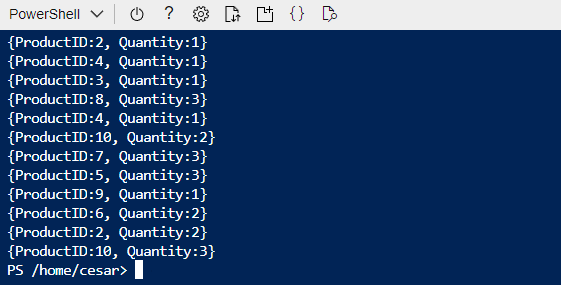 PowerShell
{ProductID:2, Quantity:1}
{ProductID:4, Quantity:1}
{ProductID:3, Quantity:1}
{ProductID:8, Quantity:3}
{ProductID:4, Quantity:1}
{ProductID:10, Quantity:2}
{ProductID:7, Quantity:3}
{ProductID:5, Quantity:3}
{ProductID:9, Quantity:1}
{ProductID:6, Quantity:2}
{ProductID:2, Quantity:2}
{ProductID:10, Quantity:3}
PS /home/cesar>